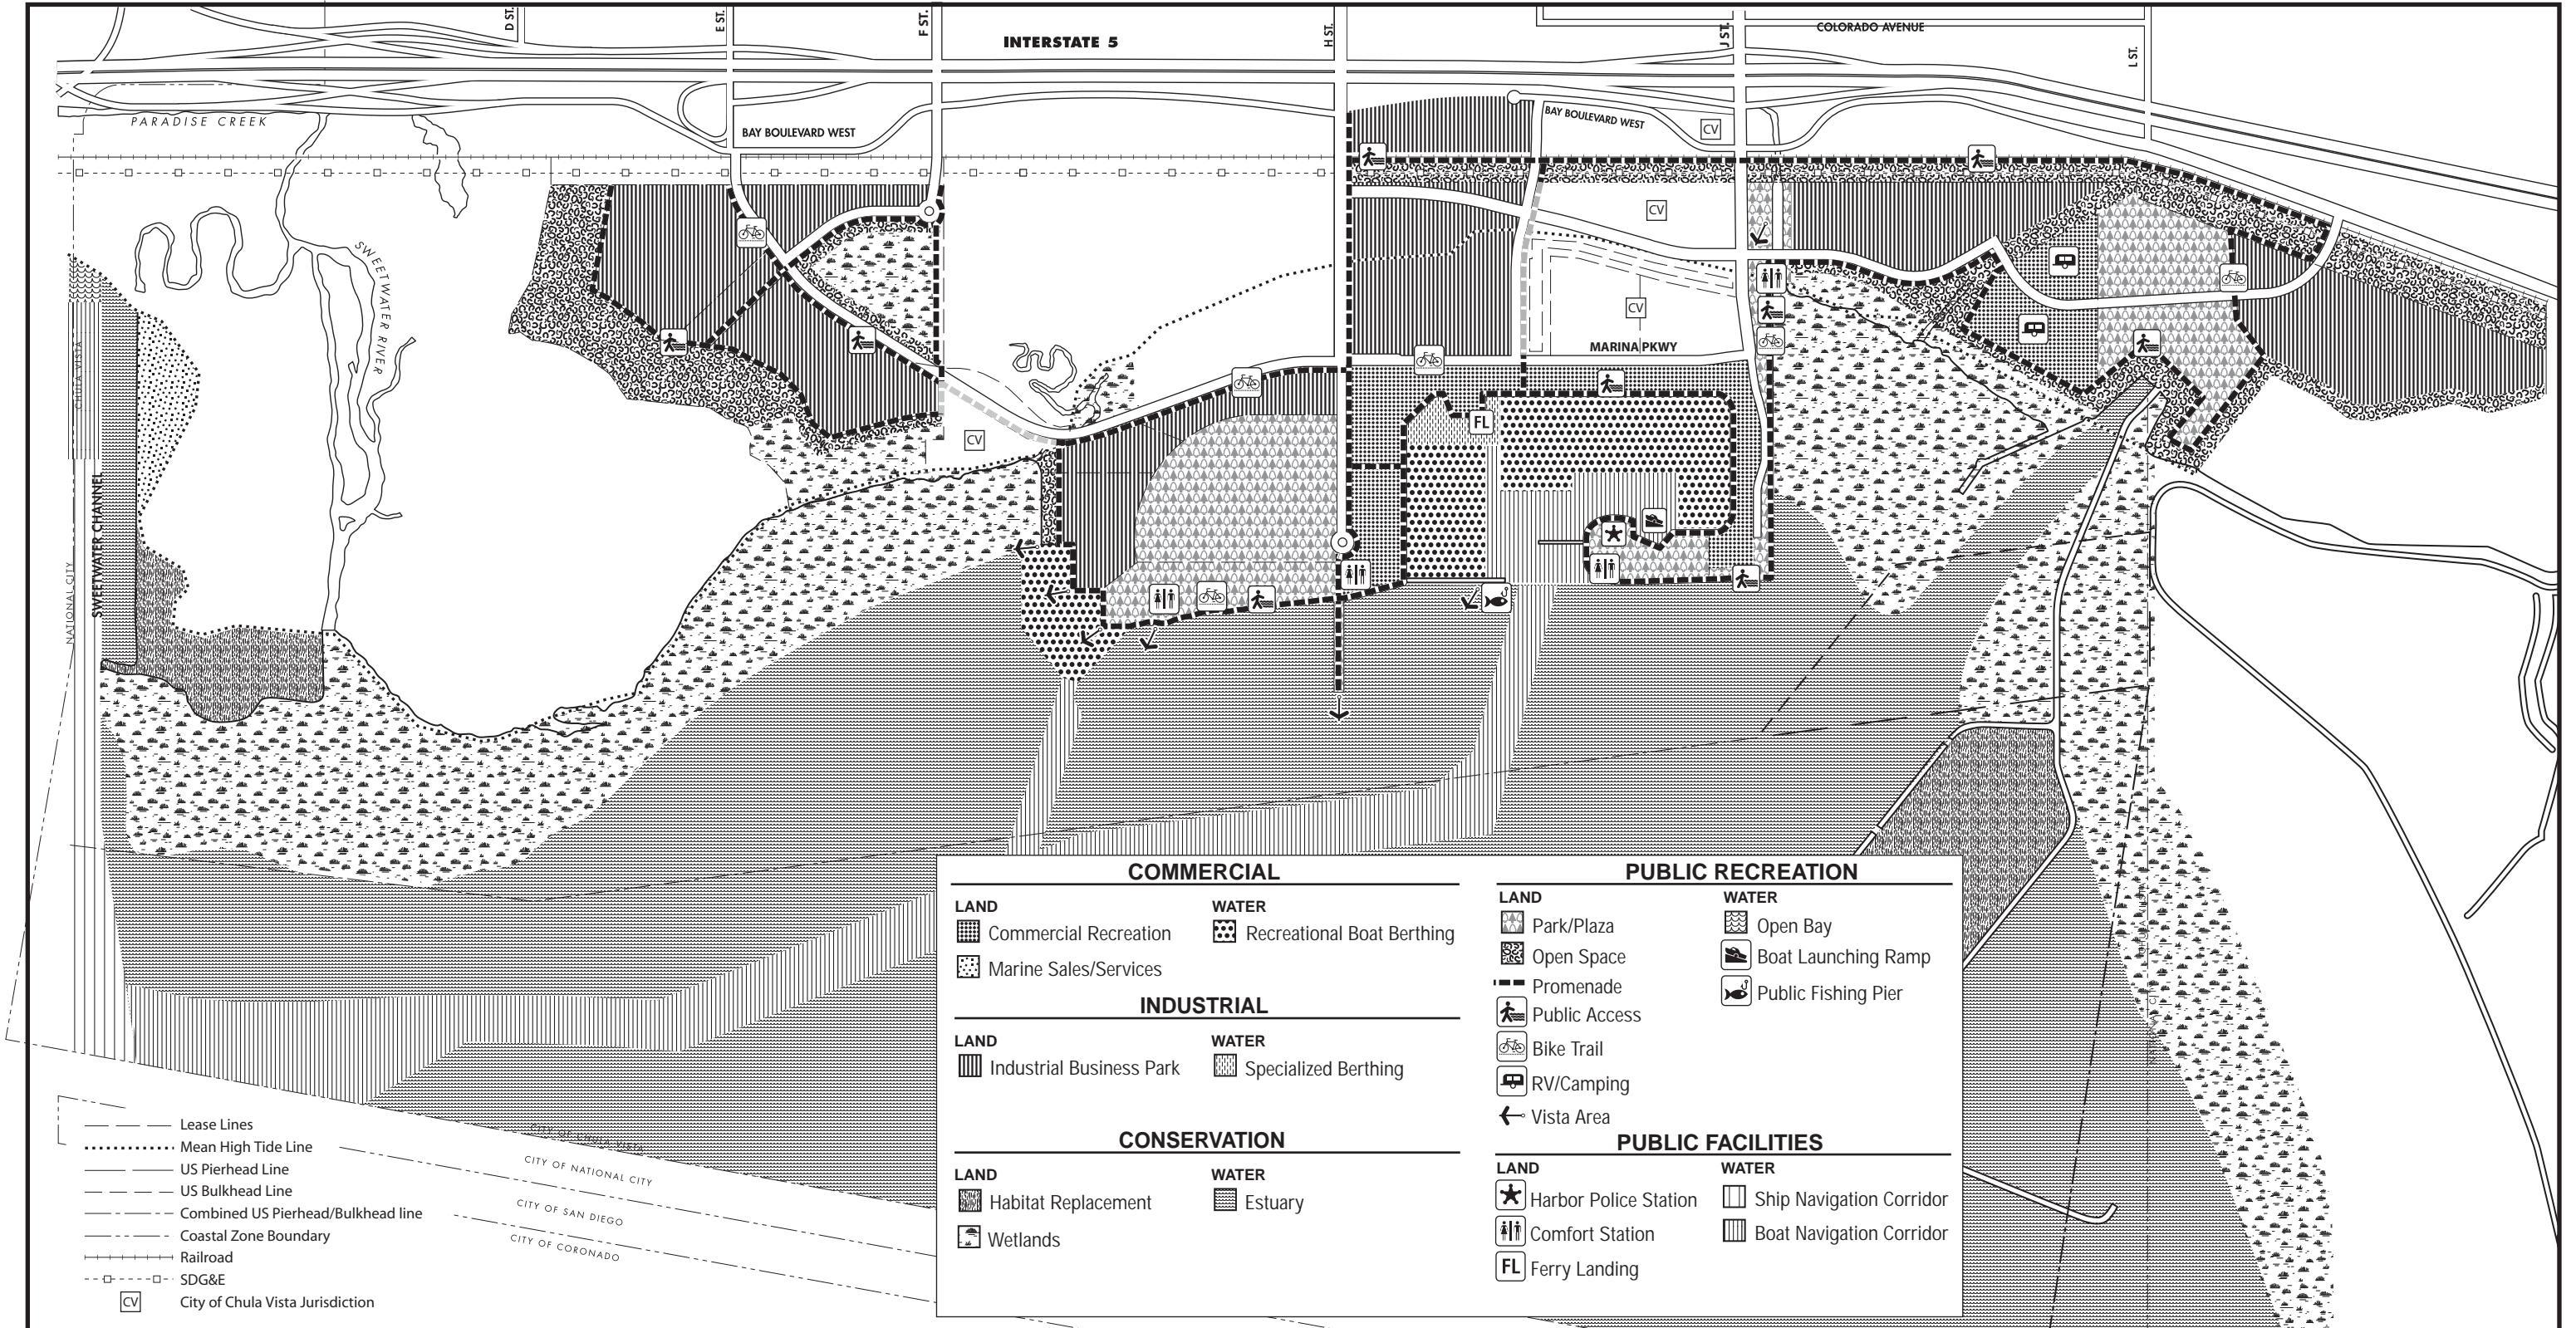 D ST.
E ST.
F ST.
INTERSTATE 5
H ST.
J ST.
COLORADO AVENUE
L ST.
PARADISE CREEK
BAY BOULEVARD WEST
BAY BOULEVARD WEST
CV
CV
CV
SWEETWATER RIVER
CHULA VISTA
MARINA PKWY
FL
CV
SWEETWATER CHANNEL
NATIONAL CITY
COMMERCIAL
LAND
WATER
Commercial Recreation
Recreational Boat Berthing
Marine Sales/Services
INDUSTRIAL
LAND
WATER
Industrial Business Park
Specialized Berthing
CONSERVATION
LAND
WATER
Habitat Replacement
Estuary
Wetlands
PUBLIC RECREATION
LAND
WATER
Park/Plaza
Open Bay
Open Space
Boat Launching Ramp
Promenade
Public Fishing Pier
Public Access
Bike Trail
RV/Camping
Vista Area
PUBLIC FACILITIES
LAND
WATER
Harbor Police Station
Ship Navigation Corridor
Comfort Station
Boat Navigation Corridor
FL Ferry Landing
Lease Lines
Mean High Tide Line
US Pierhead Line
US Bulkhead Line
Combined US Pierhead/Bulkhead line
Coastal Zone Boundary
Railroad
SDG&E
CV City of Chula Vista Jurisdiction
CITY OF CHULA VISTA
CITY OF NATIONAL CITY
CITY OF SAN DIEGO
CITY OF CORONADO